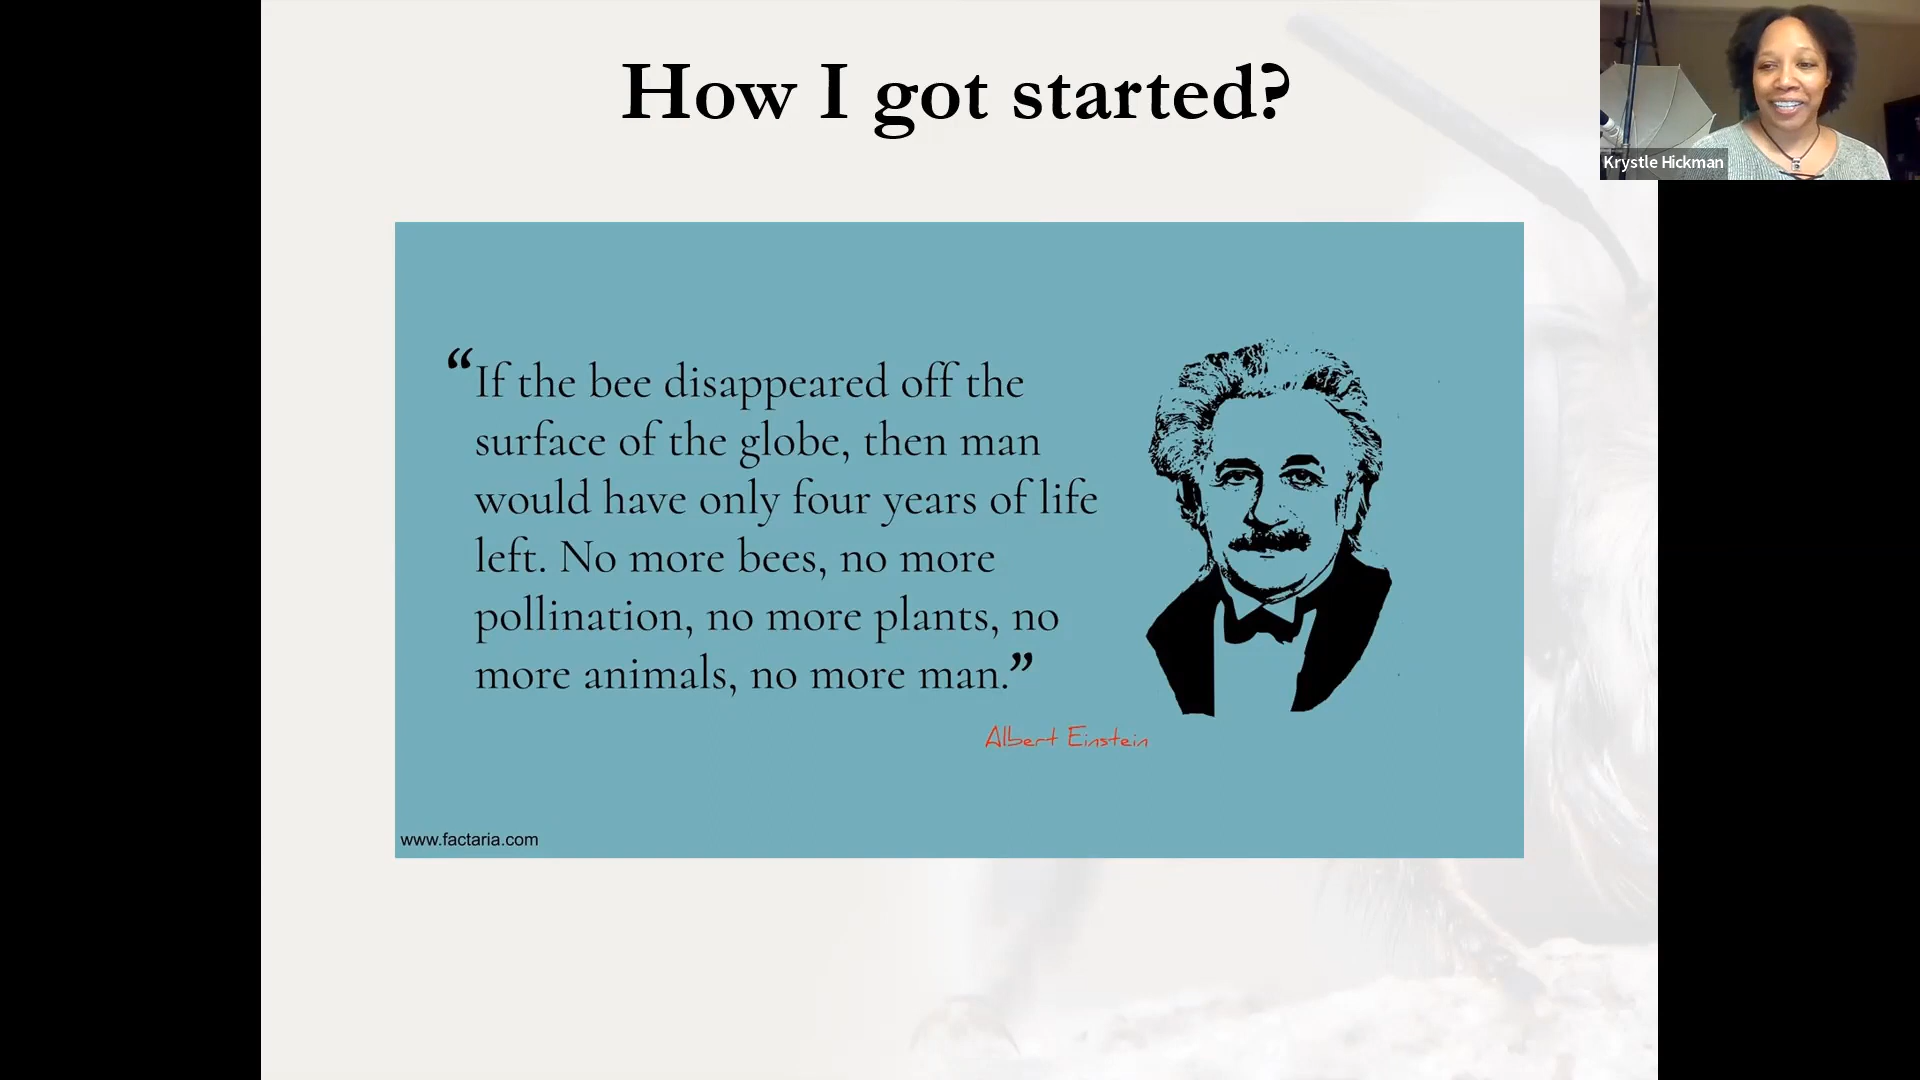 How I got started?
Krystle Hickman
“If the bee disappeared off the
surface of the globe, then man
would have only four years of life
left. No more bees, no more
pollination, no more plants, no
more animals, no more man.”
Albert Einstein
www.factaria.com